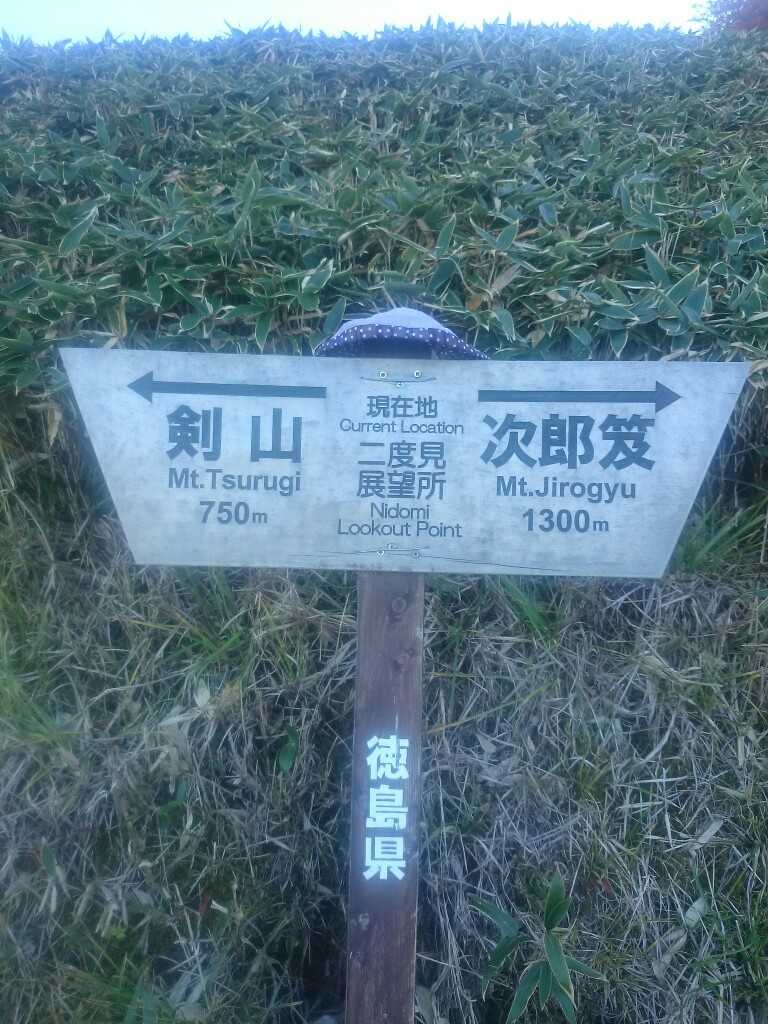 剣山
Mt.Tsurugi
750m
現在地
Current Location
二度見
展望所
Nidomi
Lookout Point
次郎笈
Mt.Jirogyu
1300m
徳島県